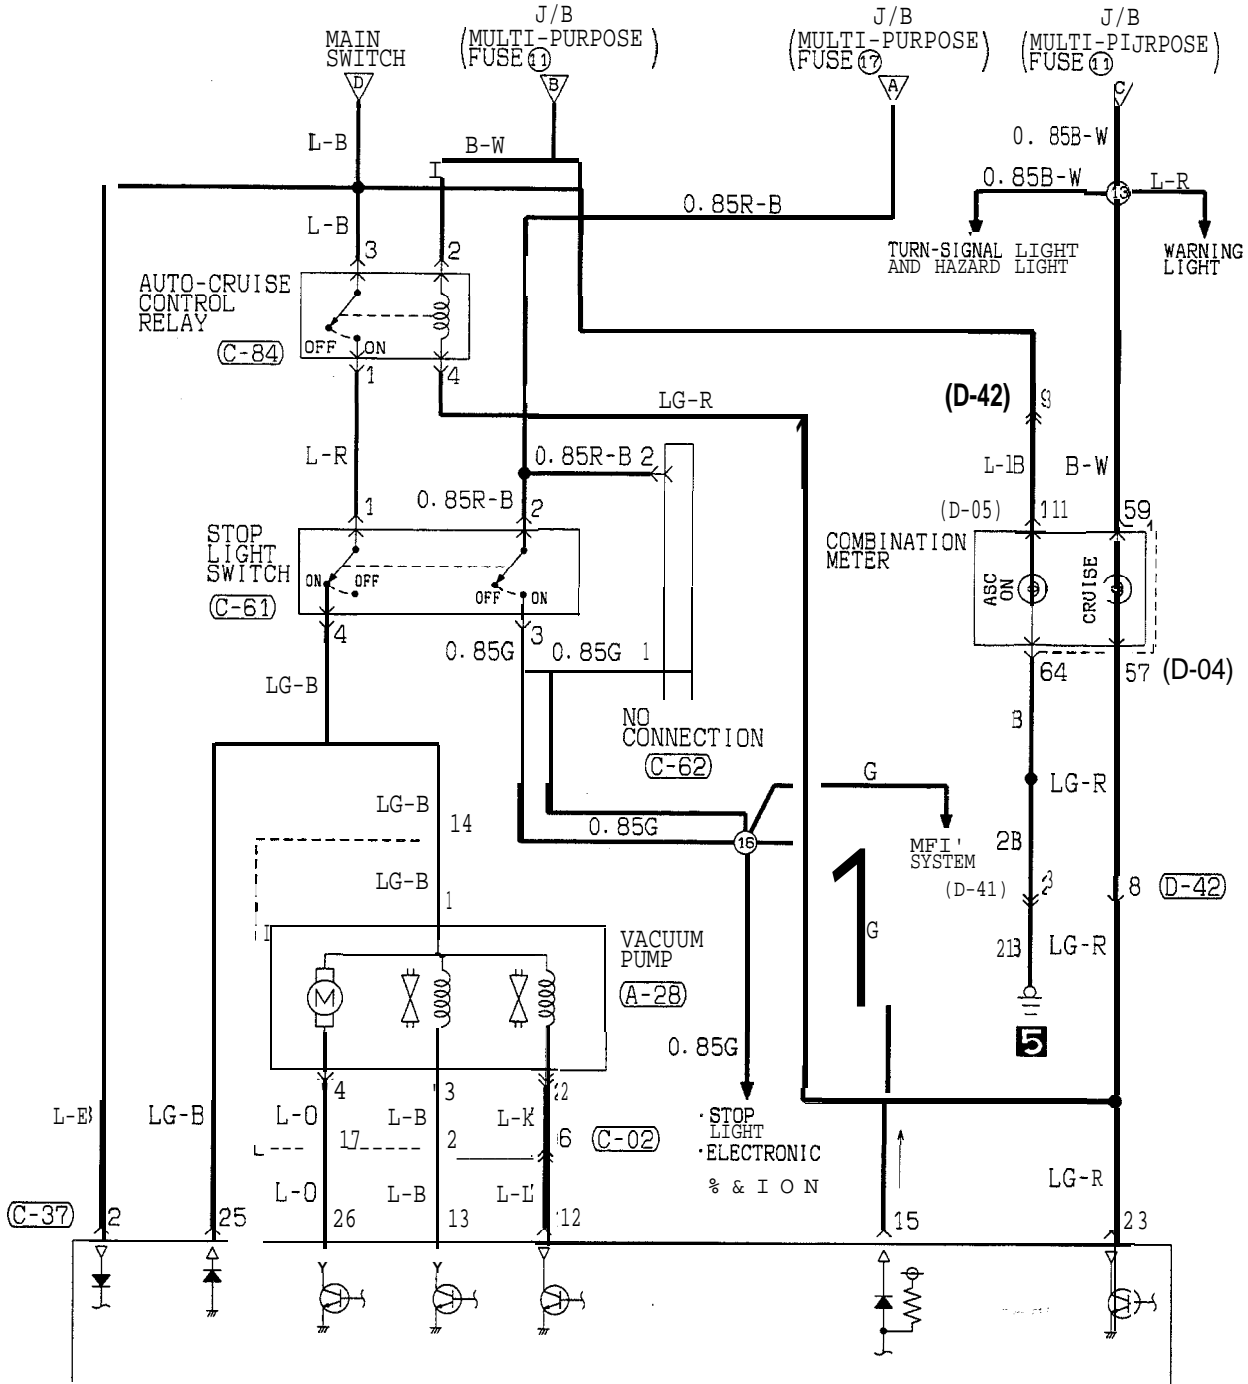 J/B
(MULTI-PURPOSE)
(FUSE⑪)
MAIN
SWITCH
J/B
(MULTI-PURPOSE)
(FUSE⑰)
J/B
(MULTI-PIJRPOSE)
(FUSE⑪)
D
B
A
C
L-B
B-W
I
0. 85B-W
0.85B-W
13
L-R
0.85R-B
L-B
3
2
TURN-SIGNAL LIGHT
AND HAZARD LIGHT
WARNING
LIGHT
AUTO-CRUISE
CONTROL
RELAY
C-84
OFF
ON
1
4
LG-R
(D-42)
9
L-R
0.85R-B 2
L-1B
B-W
0.85R-B
1
2
(D-05)
111
59
STOP
LIGHT
SWITCH
C-61
ON
OFF
OFF
ON
COMBINATION
METER
ASC
ON
CRUISE
4
3
0.85G
0.85G 1
64
57
(D-04)
LG-B
B
NO
CONNECTION
C-62
G
LG-R
LG-B
14
0.85G
16
MFI'
SYSTEM
2B
LG-B
1
1
(D-41)
8
D-42
I
VACUUM
PUMP
A-28
G
21B
LG-R
M
0.85G
5
4
3
22
L-O
L-B
L-K
LG-B
17
2
6
C-02
·STOP
LIGHT
·ELECTRONIC
% & I O N
L-O
L-B
L-L'
LG-R
C-37
2
25
26
13
12
15
23
Y
Y